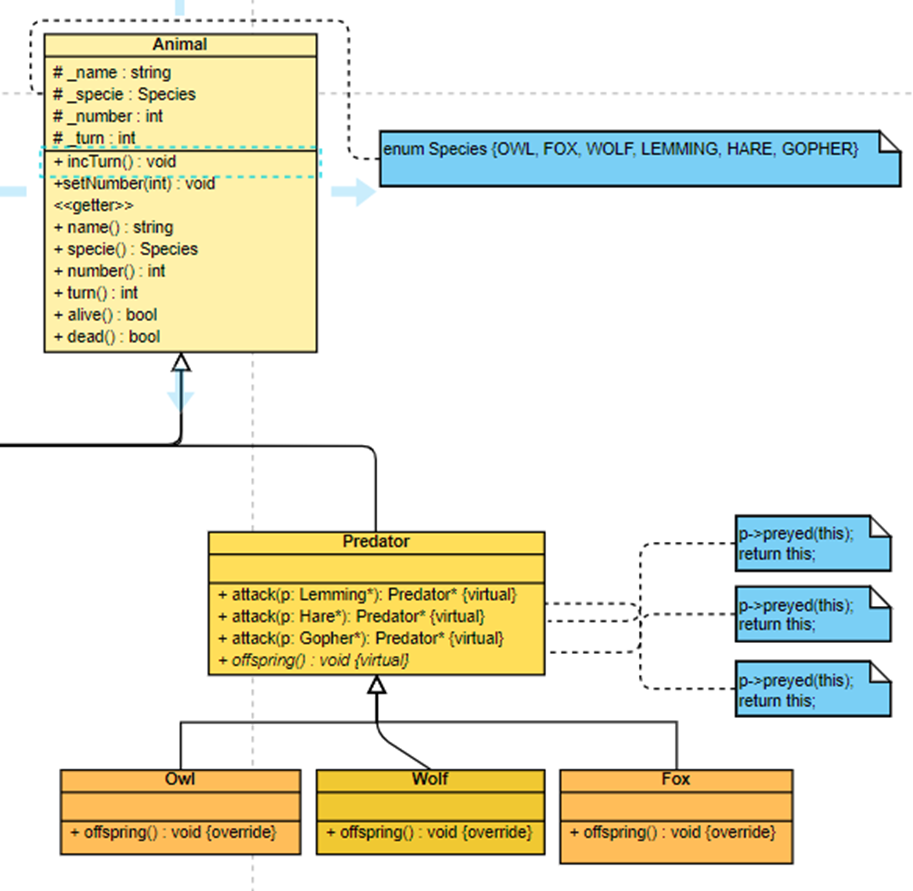 Animal
# _name : string
# _specie : Species
# _number : int
# _turn : int
+ incTurn() : void
+setNumber(int) : void
<<getter>>
+ name() : string
+ specie() : Species
+ number() : int
+ turn() : int
+ alive() : bool
+ dead() : bool
enum Species {OWL, FOX, WOLF, LEMMING, HARE, GOPHER}
Predator
+ attack(p: Lemming*): Predator* {virtual}
+ attack(p: Hare*): Predator* {virtual}
+ attack(p: Gopher*): Predator* {virtual}
+ offspring() : void {virtual}
p->preyed(this);
return this;
p->preyed(this);
return this;
p->preyed(this);
return this;
Owl
+ offspring() : void {override}
Wolf
+ offspring() : void {override}
Fox
+ offspring() : void {override}